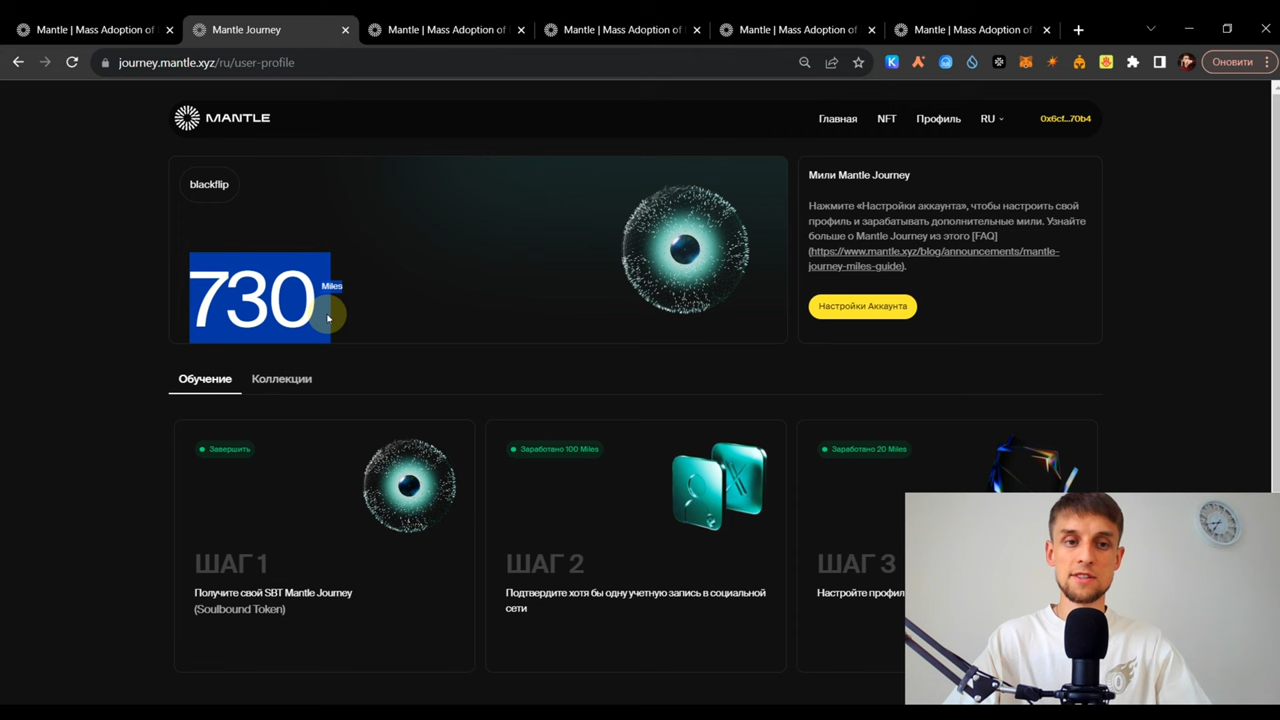 Mantle | Mass Adoption of
Mantle Journey
Mantle | Mass Adoption of
Mantle | Mass Adoption of
Mantle | Mass Adoption of
Mantle | Mass Adoption of
journey.mantle.xyz/ru/user-profile
Оновити
MANTLE
Главная
NFT
Профиль
RU
0x6cf...70b4
blackflip
730 Miles
Мили Mantle Journey
Нажмите «Настройки аккаунта», чтобы настроить свой
профиль и зарабатывать дополнительные мили. Узнайте
больше о Mantle Journey из этого [FAQ]
(https://www.mantle.xyz/blog/announcements/mantle-
journey-miles-guide).
Настройки Аккаунта
Обучение
Коллекции
Завершить
ШАГ 1
Получите свой SBT Mantle Journey
(Soulbound Token)
Заработано 100 Miles
ШАГ 2
Подтвердите хотя бы одну учетную запись в социальной
сети
Заработано 20 Miles
ШАГ 3